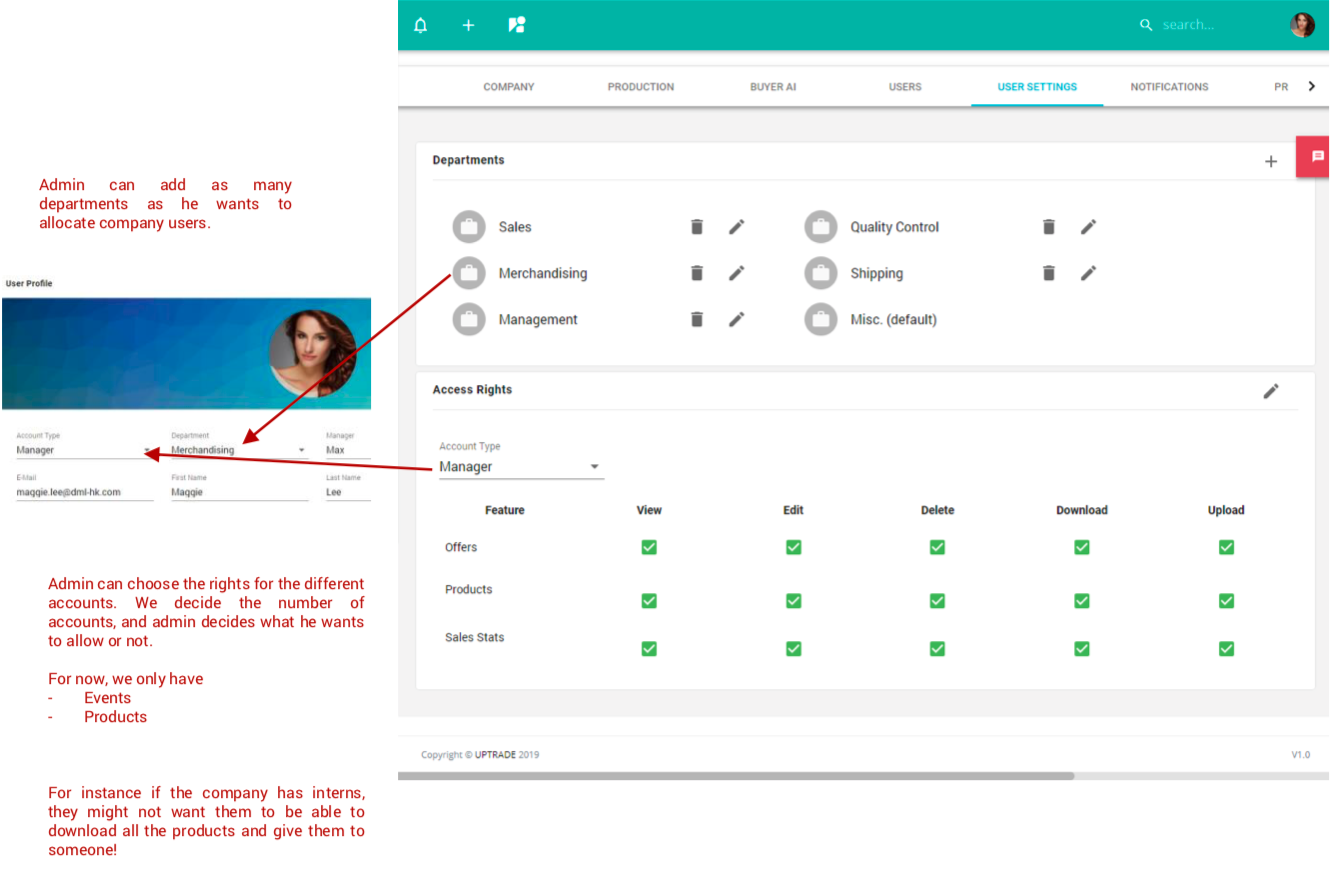 search...
COMPANY PRODUCTION BUYER AI USERS USER SETTINGS NOTIFICATIONS PR
Departments
Sales Quality Control
Merchandising Shipping
Management Misc. (default)
Access Rights
Account Type
Manager
Feature View Edit Delete Download Upload
Offers
Products
Sales Stats
Copyright © UPTRADE 2019 V1.0
Admin can add as many
departments as he wants to
allocate company users.
User Profile
Account Type Department Manager
Manager Merchandising Max
E-Mail First Name Last Name
maggie.lee@dml-hk.com Maggie Lee
Admin can choose the rights for the different
accounts. We decide the number of
accounts, and admin decides what he wants
to allow or not.
For now, we only have
- Events
- Products
For instance if the company has interns,
they might not want them to be able to
download all the products and give them to
someone!